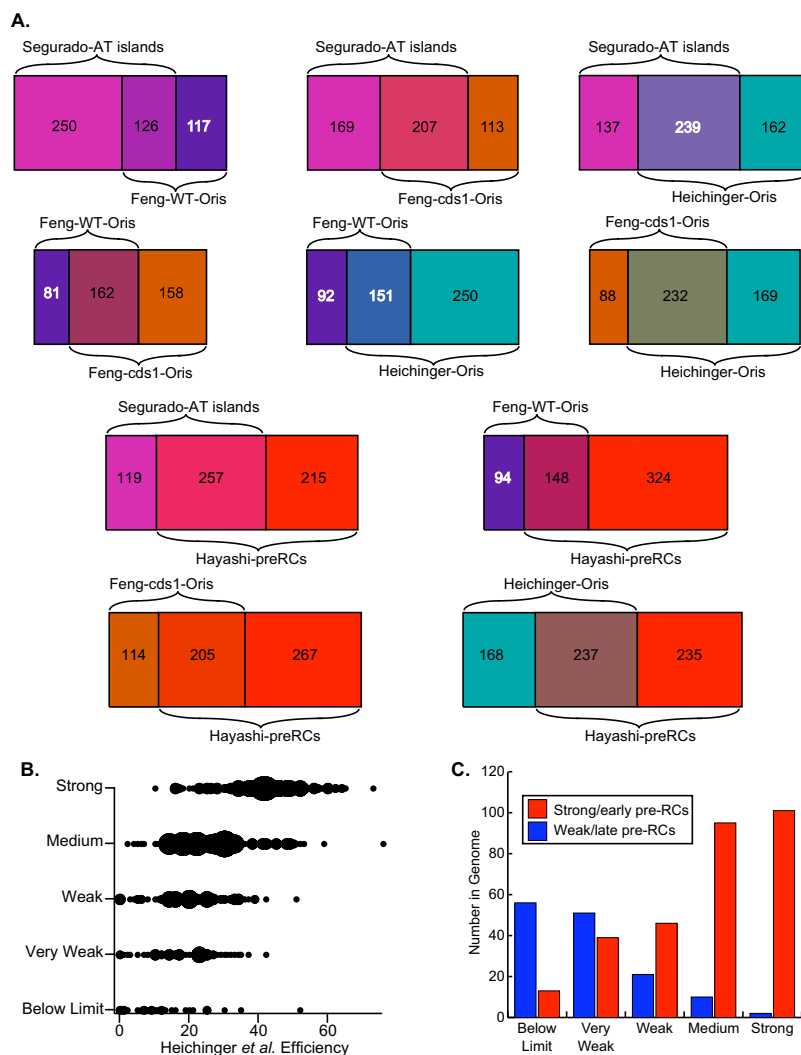 A.
Segurado-AT islands
250 126 117
Feng-WT-Oris
Segurado-AT islands
169 207 113
Feng-cds1-Oris
Segurado-AT islands
137 239 162
Heichinger-Oris
Feng-WT-Oris
81 162 158
Feng-cds1-Oris
Feng-WT-Oris
92 151 250
Heichinger-Oris
Feng-cds1-Oris
88 232 169
Heichinger-Oris
Segurado-AT islands
119 257 215
Hayashi-preRCs
Feng-WT-Oris
94 148 324
Hayashi-preRCs
Feng-cds1-Oris
114 205 267
Hayashi-preRCs
Heichinger-Oris
168 237 235
Hayashi-preRCs
B.
Strong
Medium
Weak
Very Weak
Below Limit
0 20 40 60
Heichinger et al. Efficiency
C.
120
100
80
60
40
20
0
Number in Genome
Strong/early pre-RCs
Weak/late pre-RCs
Below Limit
Very Weak
Weak
Medium
Strong